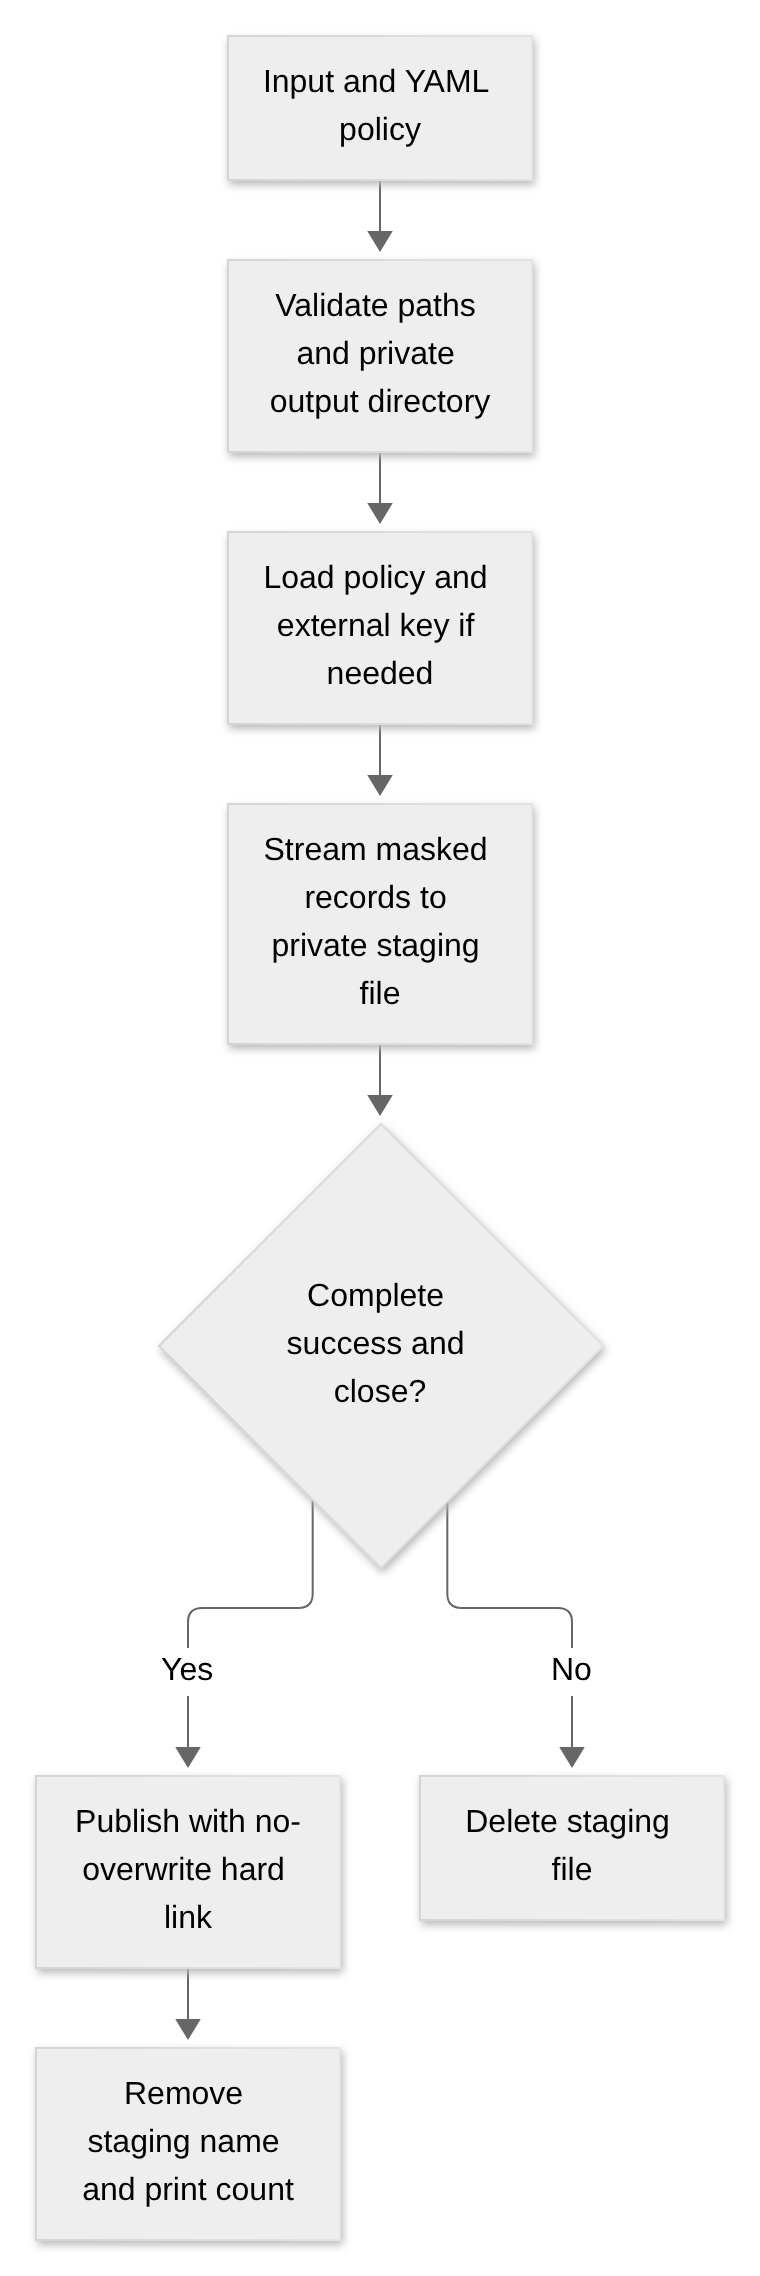 Input and YAML
policy
Validate paths
and private
output directory
Load policy and
external key if
needed
Stream masked
records to
private staging
file
Complete
success and
close?
Yes
No
Publish with no-
overwrite hard
link
Delete staging
file
Remove
staging name
and print count